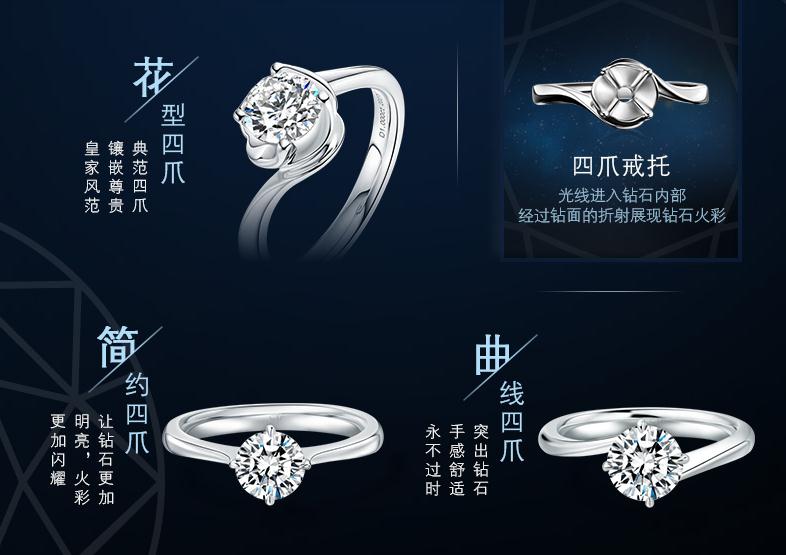 花型四爪
典范四爪
镶嵌尊贵
皇家风范
四爪戒托
光线进入钻石内部
经过钻面的折射展现钻石火彩
简约四爪
让钻石更加
明亮，火彩
更加闪耀
曲线四爪
突出钻石
手感舒适
永不过时